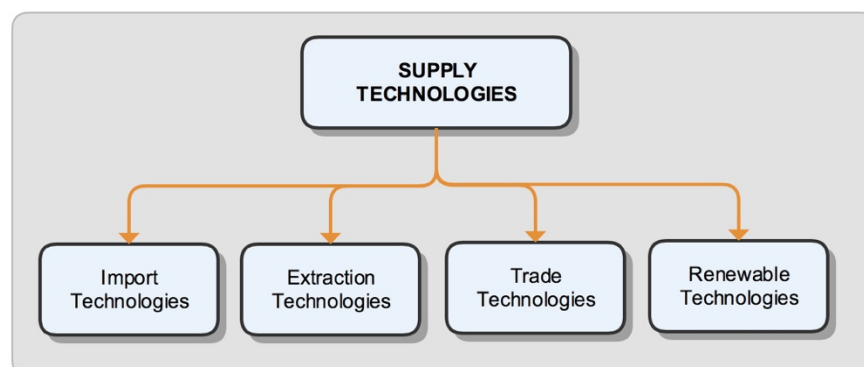 SUPPLY
TECHNOLOGIES
Import
Technologies
Extraction
Technologies
Trade
Technologies
Renewable
Technologies